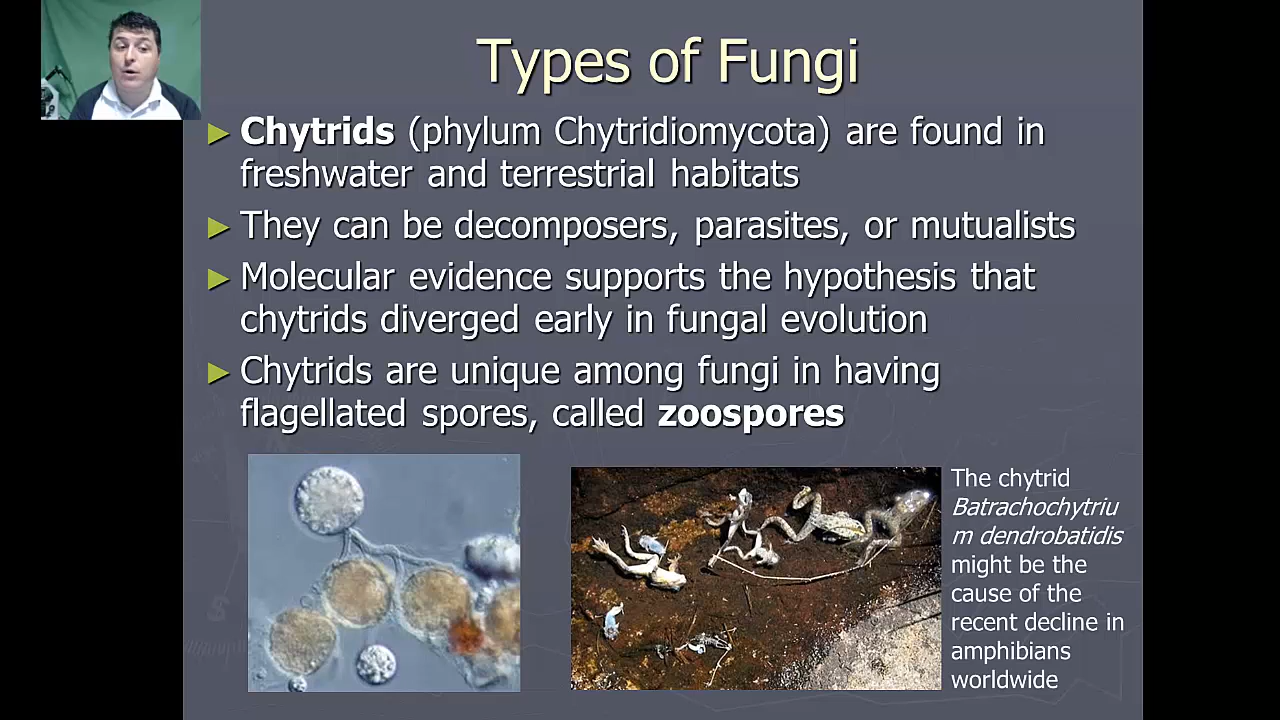 Types of Fungi
Chytrids (phylum Chytridiomycota) are found in
freshwater and terrestrial habitats
They can be decomposers, parasites, or mutualists
Molecular evidence supports the hypothesis that
chytrids diverged early in fungal evolution
Chytrids are unique among fungi in having
flagellated spores, called zoospores
The chytrid
Batrachochytriu
m dendrobatidis
might be the
cause of the
recent decline in
amphibians
worldwide